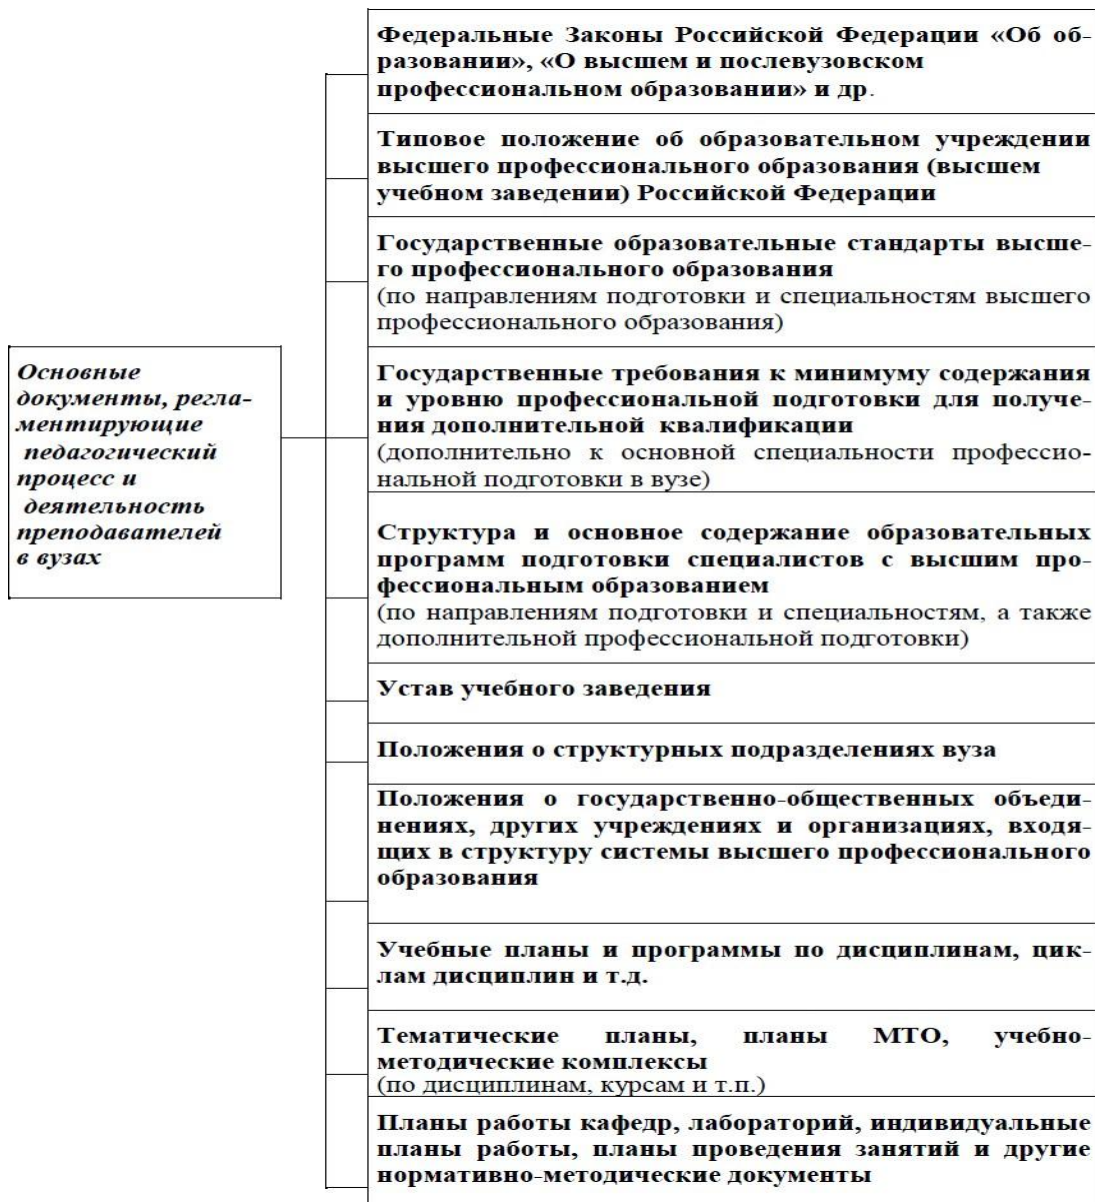 Основные
документы, регла-
ментирующие
педагогический
процесс и
деятельность
преподавателей
в вузах
Федеральные Законы Российской Федерации «Об об-
разовании», «О высшем и послевузовском
профессиональном образовании» и др.
Типовое положение об образовательном учреждении
высшего профессионального образования (высшем
учебном заведении) Российской Федерации
Государственные образовательные стандарты высше-
го профессионального образования
(по направлениям подготовки и специальностям высшего
профессионального образования)
Государственные требования к минимуму содержания
и уровню профессиональной подготовки для получе-
ния дополнительной квалификации
(дополнительно к основной специальности профессио-
нальной подготовки в вузе)
Структура и основное содержание образовательных
программ подготовки специалистов с высшим про-
фессиональным образованием
(по направлениям подготовки и специальностям, а также
дополнительной профессиональной подготовки)
Устав учебного заведения
Положения о структурных подразделениях вуза
Положения о государственно-общественных объеди-
нениях, других учреждениях и организациях, входя-
щих в структуру системы высшего профессионального
образования
Учебные планы и программы по дисциплинам, цик-
лам дисциплин и т.д.
Тематические планы, планы МТО, учебно-
методические комплексы
(по дисциплинам, курсам и т.п.)
Планы работы кафедр, лабораторий, индивидуальные
планы работы, планы проведения занятий и другие
нормативно-методические документы